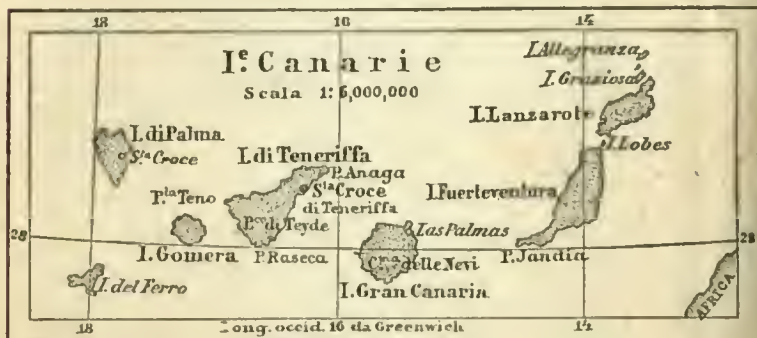 18 16 14
I.e Canarie
Scala 1:6,000,000
I. Allegranza
I. Graziosa
I. Lanzarote
I. Lobes
I. di Palma
S.ta Croce
I. di Teneriffa
P. Anaga
S.ta Croce
di Teneriffa
P.ta Teno
I. Fuerteventura
P.co di Teyde
Las Palmas
28 28
I. Gomera
P. Raseca
C.ma delle Nevi
P. Jandia
I. del Ferro
I. Gran Canaria
AFRICA
18 Long. occid. 16 da Greenwich 14